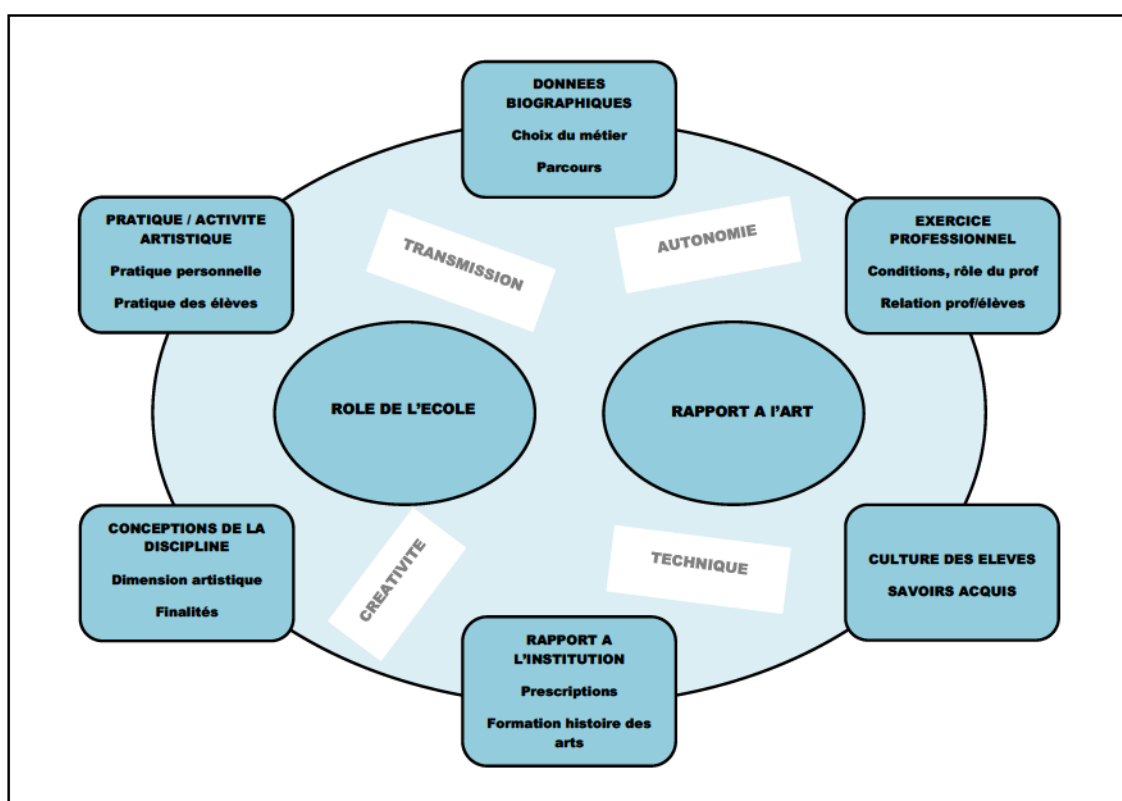 DONNEES
BIOGRAPHIQUES
Choix du métier
Parcours
PRATIQUE / ACTIVITE
ARTISTIQUE
Pratique personnelle
Pratique des élèves
TRANSMISSION
AUTONOMIE
EXERCICE
PROFESSIONNEL
Conditions, rôle du prof
Relation prof/élèves
ROLE DE L’ECOLE
RAPPORT A l’ART
CONCEPTIONS DE LA
DISCIPLINE
Dimension artistique
Finalités
CREATIVITE
TECHNIQUE
CULTURE DES ELEVES
SAVOIRS ACQUIS
RAPPORT A
L’INSTITUTION
Prescriptions
Formation histoire des
arts